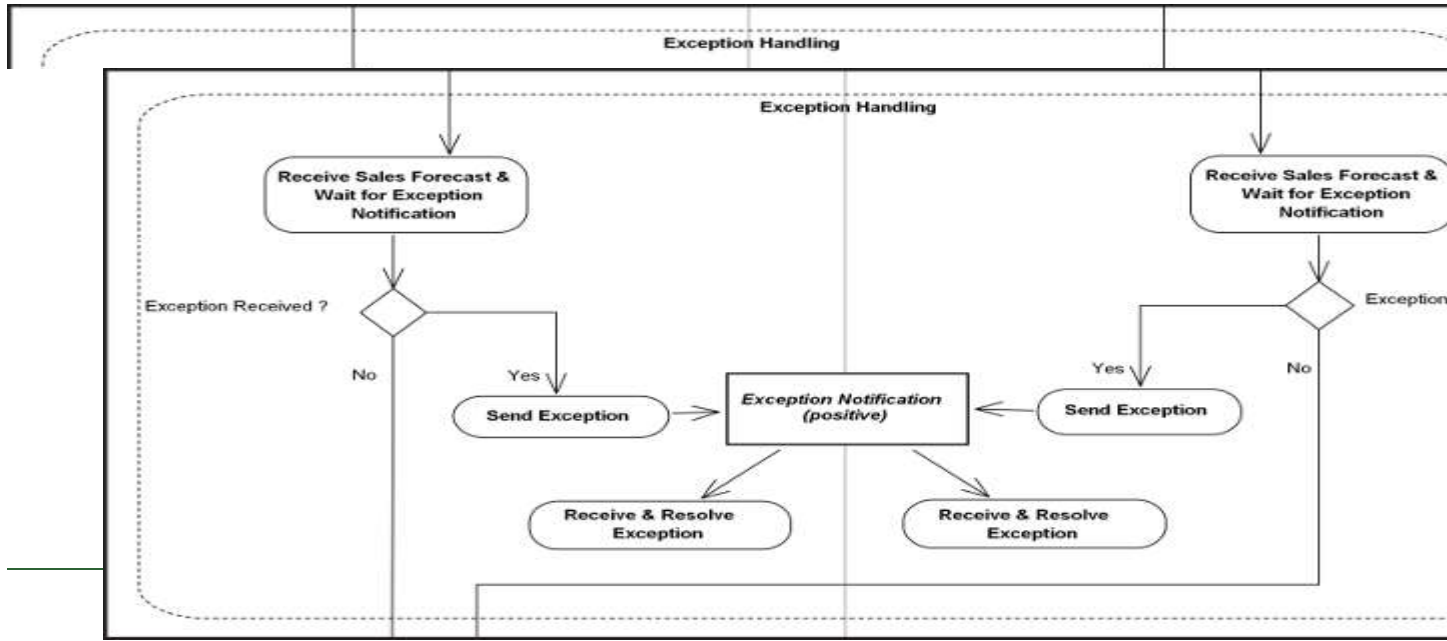 Exception Handling
Exception Handling
Receive Sales Forecast &
Wait for Exception
Notification
Receive Sales Forecast &
Wait for Exception
Notification
Exception Received ?
Exception
No
Yes
Yes
No
Send Exception
Exception Notification
(positive)
Send Exception
Receive & Resolve
Exception
Receive & Resolve
Exception